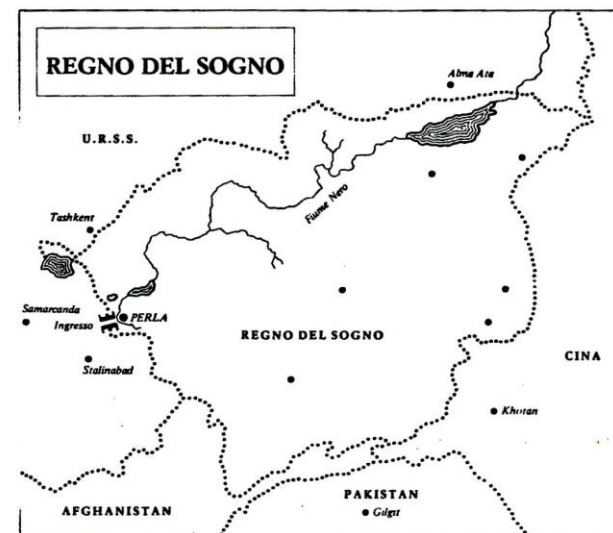 REGNO DEL SOGNO
Alma Ata
U.R.S.S.
Fiume Nero
Tashkent
Samarcanda
Ingresso
PERLA
REGNO DEL SOGNO
Stalinabad
CINA
Khotan
AFGHANISTAN
PAKISTAN
Gilgit